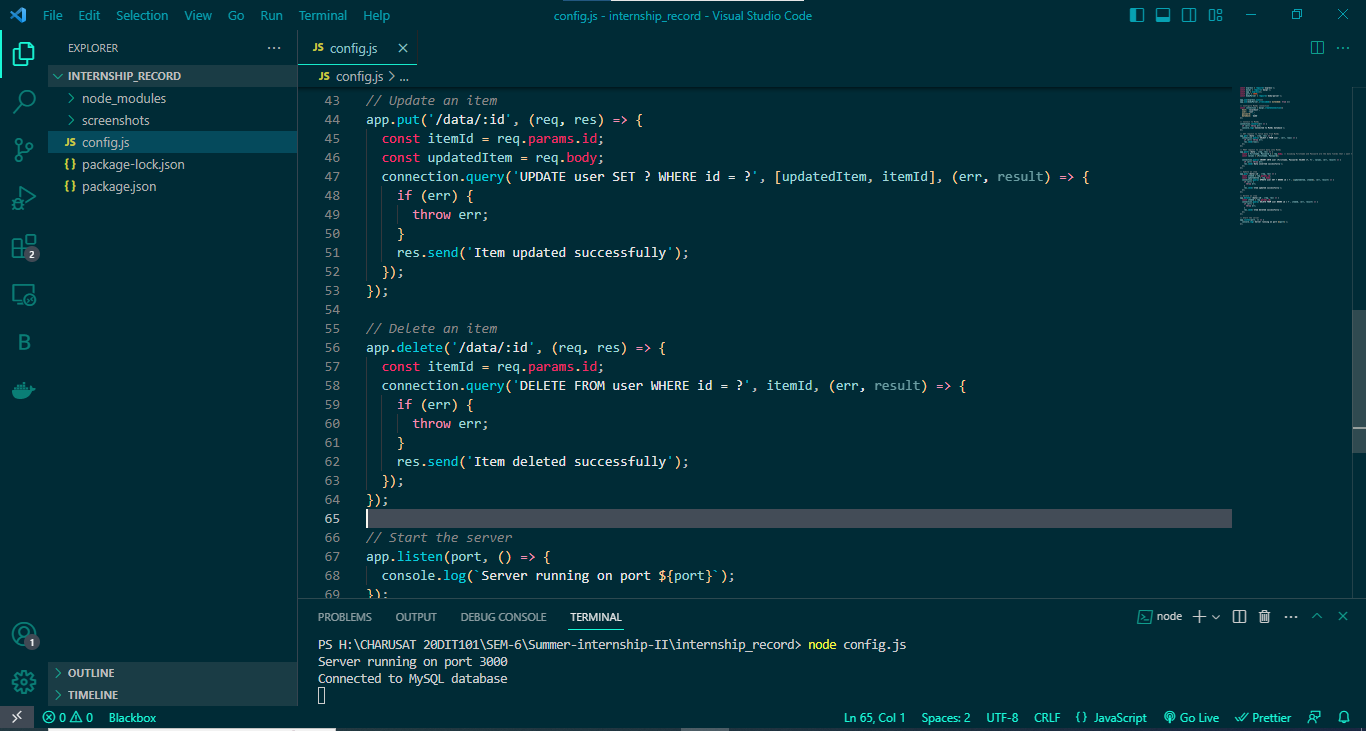 File Edit Selection View Go Run Terminal Help
config.js - internship_record - Visual Studio Code
EXPLORER
INTERNSHIP_RECORD
node_modules
screenshots
JS config.js
{} package-lock.json
{} package.json
2
B
1
OUTLINE
TIMELINE
JS config.js
JS config.js > ...
43 // Update an item
44 app.put('/data/:id', (req, res) => {
45 const itemId = req.params.id;
46 const updatedItem = req.body;
47 connection.query('UPDATE user SET ? WHERE id = ?', [updatedItem, itemId], (err, result) => {
48 if (err) {
49 throw err;
50 }
51 res.send('Item updated successfully');
52 });
53 });
54
55 // Delete an item
56 app.delete('/data/:id', (req, res) => {
57 const itemId = req.params.id;
58 connection.query('DELETE FROM user WHERE id = ?', itemId, (err, result) => {
59 if (err) {
60 throw err;
61 }
62 res.send('Item deleted successfully');
63 });
64 });
65
66 // Start the server
67 app.listen(port, () => {
68 console.log(`Server running on port ${port}`);
69 });
PROBLEMS OUTPUT DEBUG CONSOLE TERMINAL
node
PS H:\CHARUSAT 20DIT101\SEM-6\Summer-internship-II\internship_record> node config.js
Server running on port 3000
Connected to MySQL database
0 0 Blackbox
Ln 65, Col 1 Spaces: 2 UTF-8 CRLF {} JavaScript Go Live Prettier